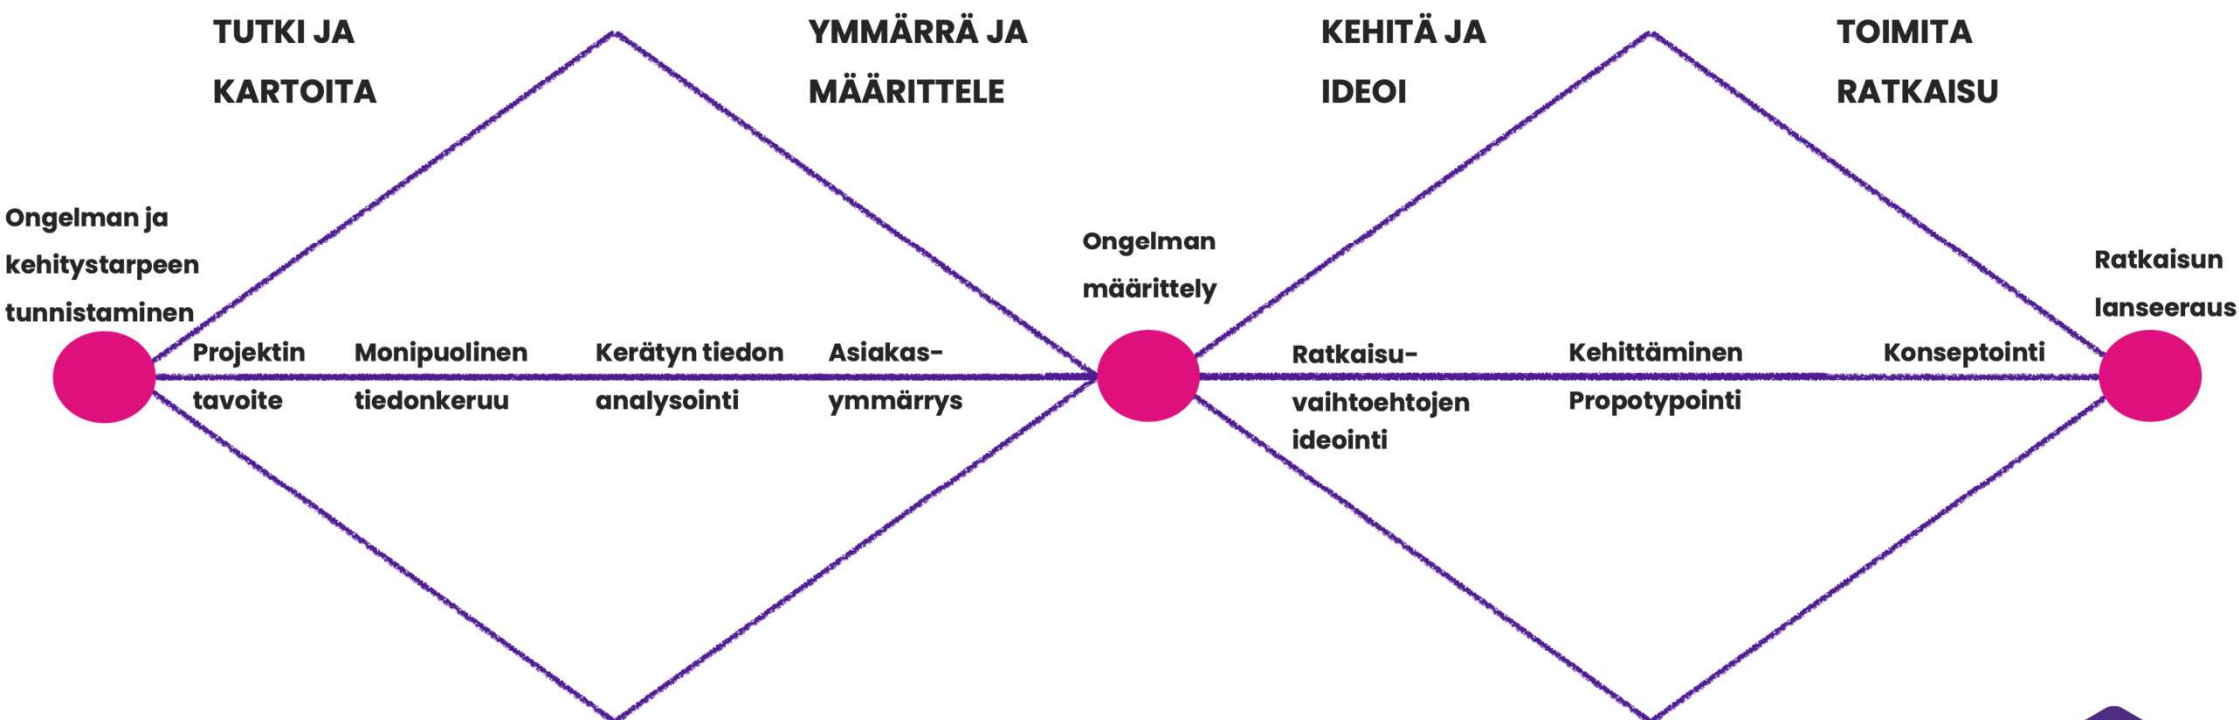 TUTKI JA
KARTOITA
YMMÄRRÄ JA
MÄÄRITTELE
KEHITÄ JA
IDEOI
TOIMITA
RATKAISU
Ongelman ja
kehitystarpeen
tunnistaminen
Projektin
tavoite
Monipuolinen
tiedonkeruu
Kerätyn tiedon
analysointi
Asiakas-
ymmärrys
Ongelman
määrittely
Ratkaisu-
vaihtoehtojen
ideointi
Kehittäminen
Propotypointi
Konseptointi
Ratkaisun
lanseeraus